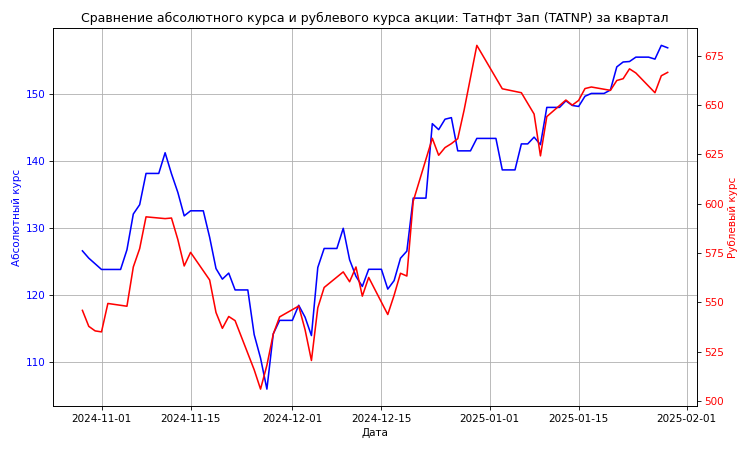 Сравнение абсолютного курса и рублевого курса акции: Татнфт 3ап (TATNP) за квартал
Абсолютный курс
150
140
130
120
110
675
650
625
600
575
550
525
500
Рублевый курс
2024-11-01 2024-11-15 2024-12-01 2024-12-15 2025-01-01 2025-01-15 2025-02-01
Дата